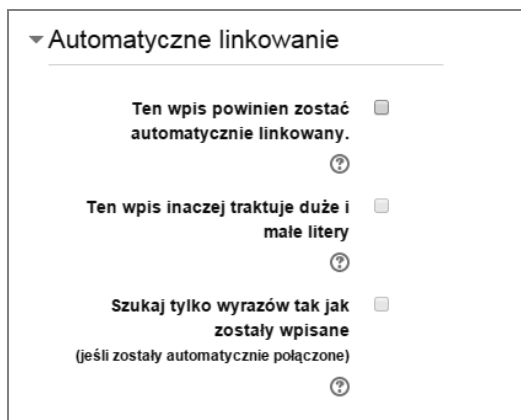 Automatyczne linkowanie
Ten wpis powinien zostać
automatycznie linkowany.
?
Ten wpis inaczej traktuje duże i
małe litery
?
Szukaj tylko wyrazów tak jak
zostały wpisane
(jeśli zostały automatycznie połączone)
?